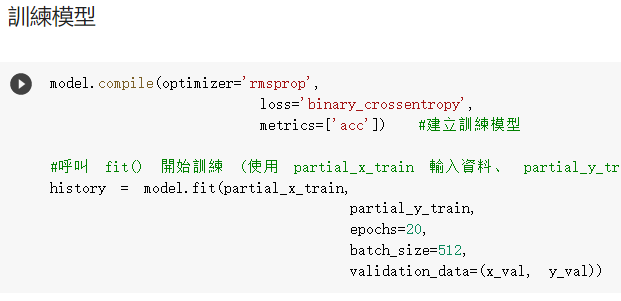 訓練模型
model.compile(optimizer='rmsprop',
loss='binary_crossentropy',
metrics=['acc']) #建立訓練模型
#呼叫 fit() 開始訓練 (使用 partial_x_train 輸入資料、 partial_y_tr
history = model.fit(partial_x_train,
partial_y_train,
epochs=20,
batch_size=512,
validation_data=(x_val, y_val))